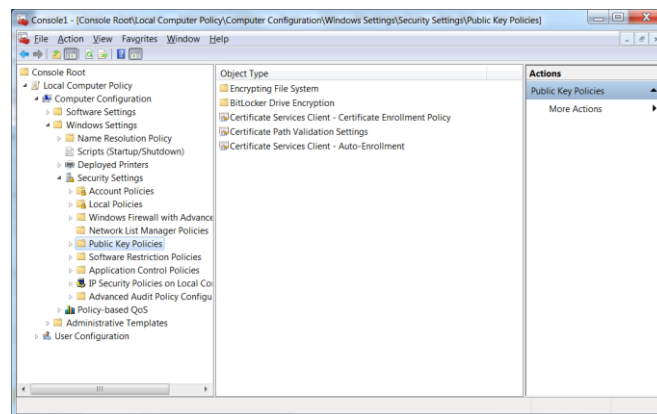 Console1 - [Console Root\Local Computer Policy\Computer Configuration\Windows Settings\Security Settings\Public Key Policies]
File Action View Favorites Window Help
Console Root
Local Computer Policy
Computer Configuration
Software Settings
Windows Settings
Name Resolution Policy
Scripts (Startup/Shutdown)
Deployed Printers
Security Settings
Account Policies
Local Policies
Windows Firewall with Advance
Network List Manager Policies
Public Key Policies
Software Restriction Policies
Application Control Policies
IP Security Policies on Local Co
Advanced Audit Policy Configu
Policy-based QoS
Administrative Templates
User Configuration
Object Type
Encrypting File System
BitLocker Drive Encryption
Certificate Services Client - Certificate Enrollment Policy
Certificate Path Validation Settings
Certificate Services Client - Auto-Enrollment
Actions
Public Key Policies
More Actions